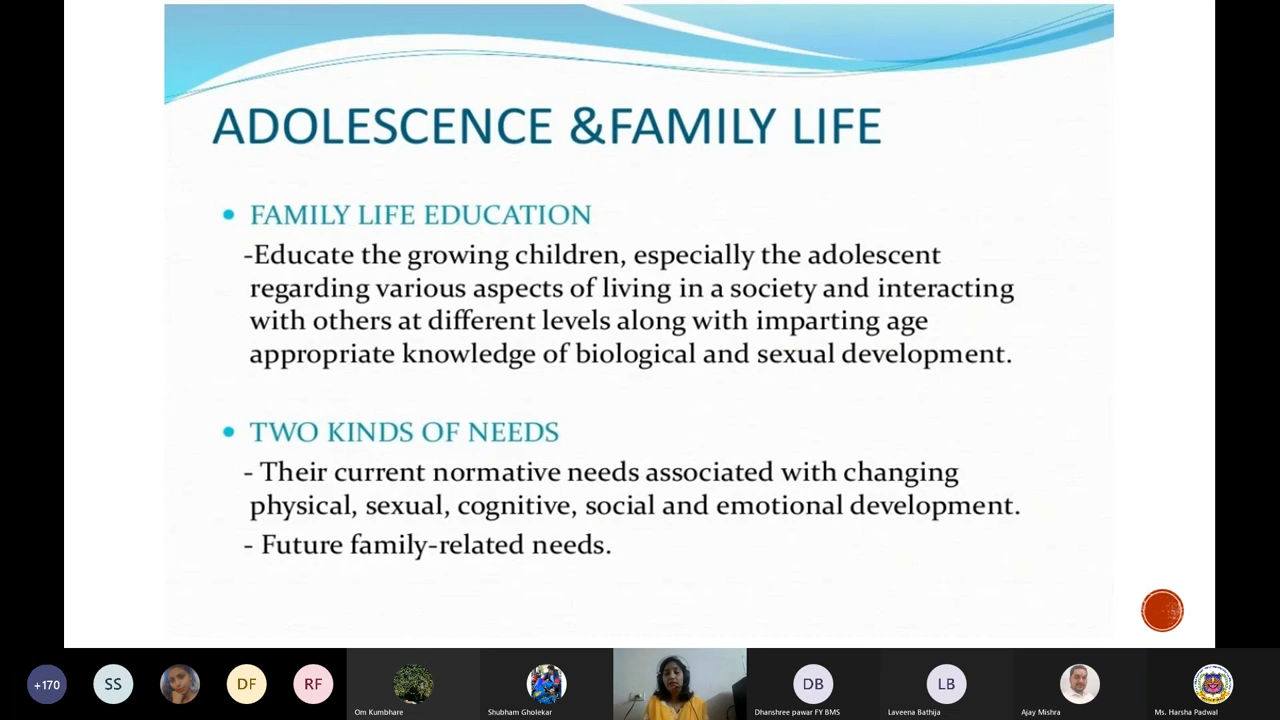 ADOLESCENCE &FAMILY LIFE
• FAMILY LIFE EDUCATION
-Educate the growing children, especially the adolescent
regarding various aspects of living in a society and interacting
with others at different levels along with imparting age
appropriate knowledge of biological and sexual development.
• TWO KINDS OF NEEDS
- Their current normative needs associated with changing
physical, sexual, cognitive, social and emotional development.
- Future family-related needs.
+170
SS
DF
RF
Om Kumbhare
Shubham Gholekar
DB
Dhanshree pawar FY BMS
LB
Laveena Bathija
Ajay Mishra
Ms. Harsha Padwal